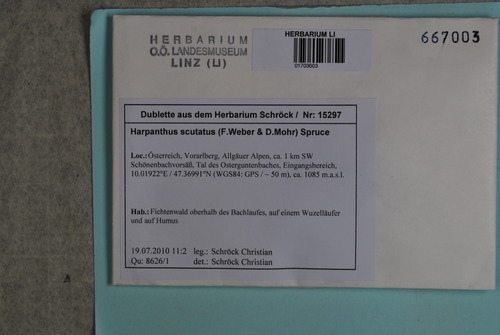 HERBARIUM
O.Ö. LANDESMUSEUM
LINZ (LI)
HERBARIUM LI
01703603
667003
Dublette aus dem Herbarium Schröck / Nr: 15297
Harpanthus scutatus (F.Weber & D.Mohr) Spruce
Loc.: Österreich, Vorarlberg, Allgäuer Alpen, ca. 1 km SW
Schönenbachvorsäß, Tal des Osterguntenbaches, Eingangsbereich,
10.01922°E / 47.36991°N (WGS84: GPS / ~ 50 m), ca. 1085 m.a.s.l.
Hab.: Fichtenwald oberhalb des Bachlaufes, auf einem Wuzelläufer
und auf Humus
19.07.2010 11:2 leg.: Schröck Christian
Qu: 8626/1 det.: Schröck Christian